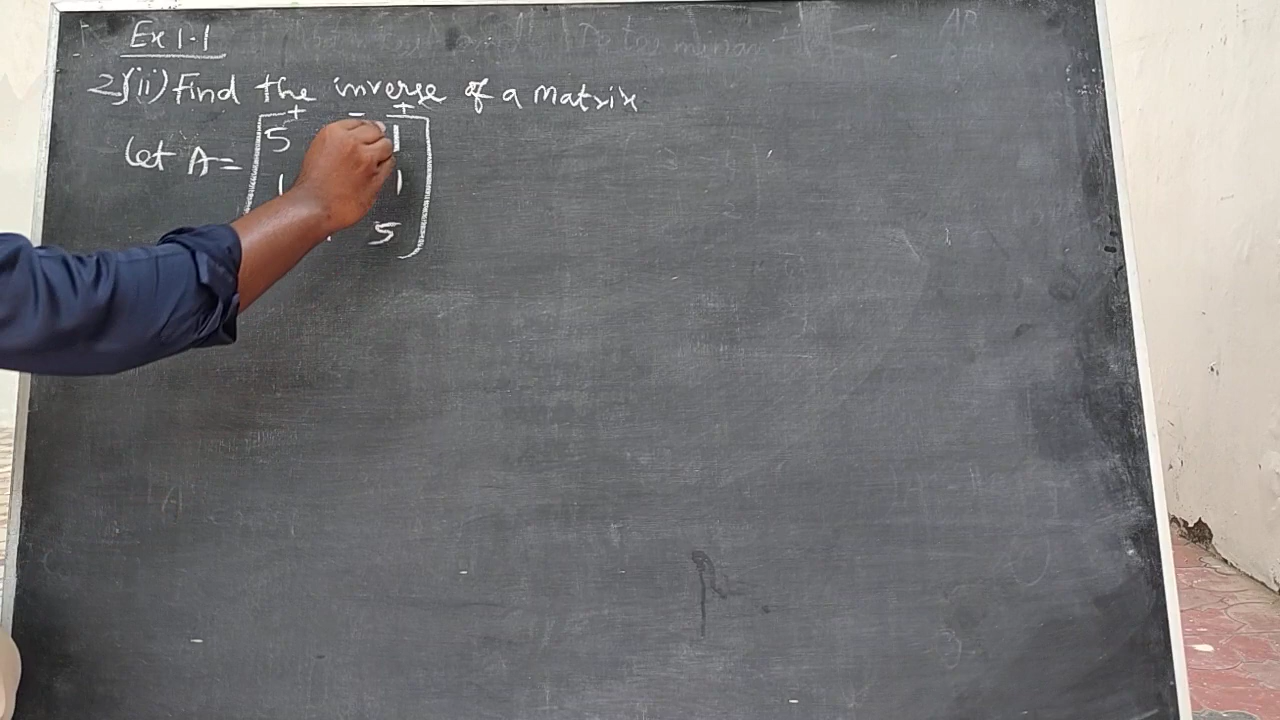 Ex 1.1
2)(ii) Find the inverse of a matrix
+ - +
Let A = [5 1
1 1
5]